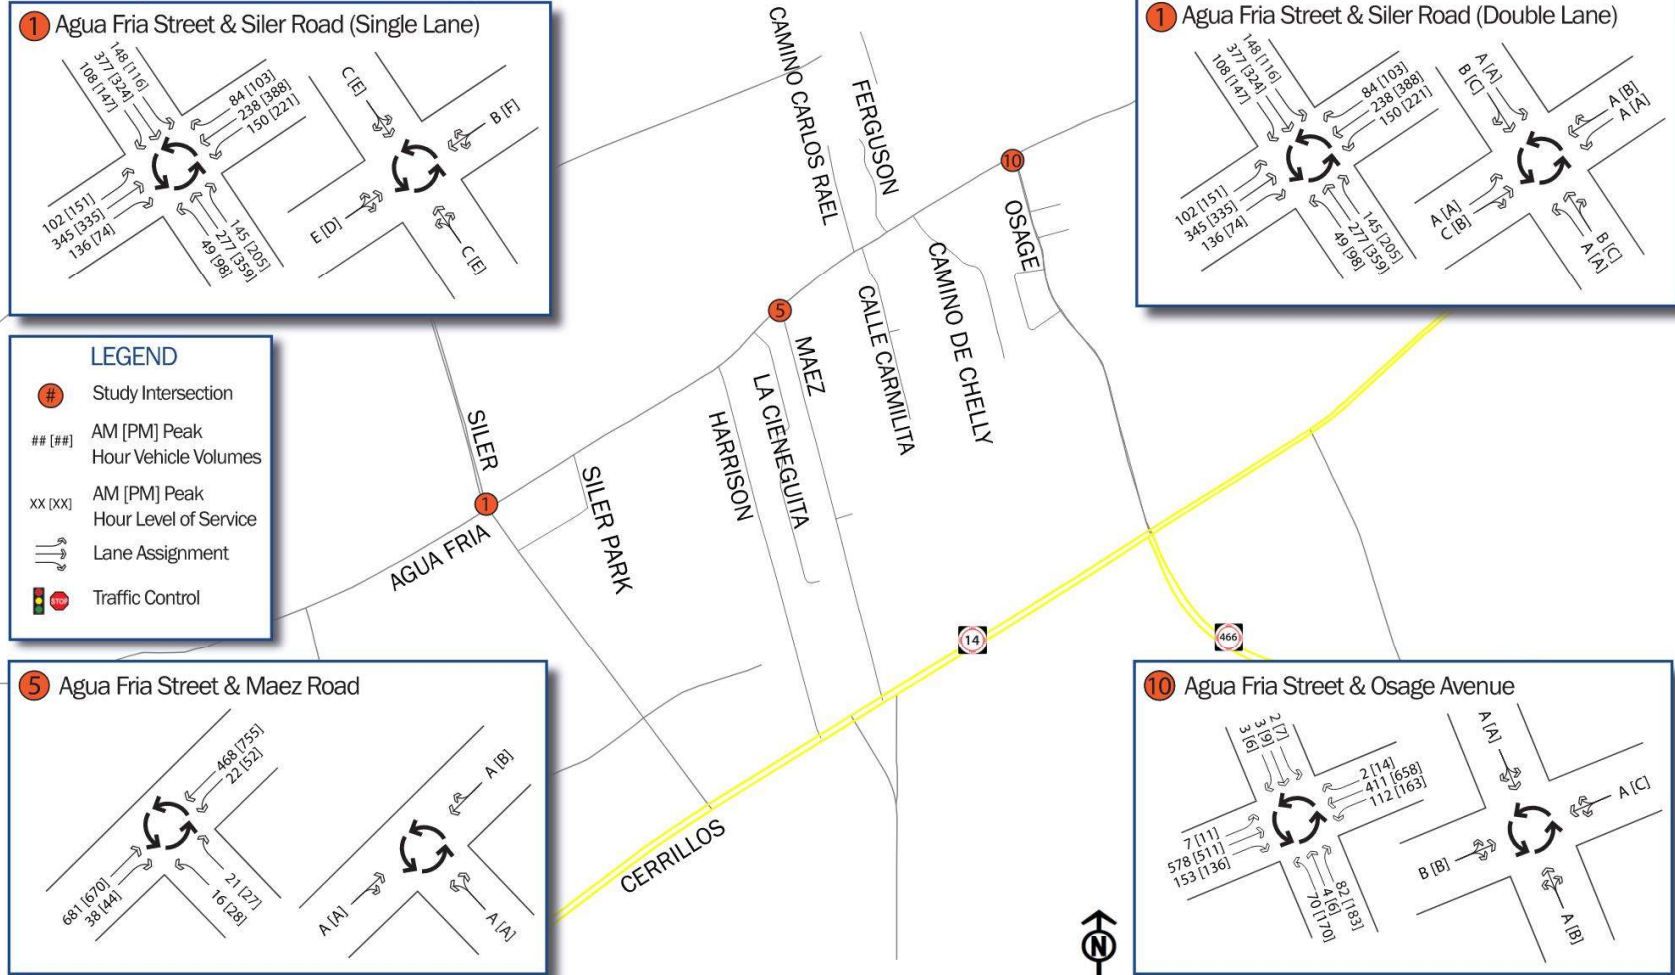 1 Agua Fria Street & Siler Road (Single Lane)
148 [116]
377 [324]
108 [147]
84 [103]
238 [388]
150 [221]
102 [151]
345 [335]
136 [74]
145 [205]
277 [359]
49 [98]
C [E]
B [F]
E [D]
C [E]
1 Agua Fria Street & Siler Road (Double Lane)
148 [116]
377 [324]
108 [147]
84 [103]
238 [388]
150 [221]
102 [151]
345 [335]
136 [74]
145 [205]
277 [359]
49 [98]
A [A]
B [C]
A [B]
A [A]
A [A]
C [B]
B [C]
A [A]
LEGEND
# Study Intersection
## [##] AM [PM] Peak
Hour Vehicle Volumes
XX [XX] AM [PM] Peak
Hour Level of Service
Lane Assignment
STOP Traffic Control
CAMINO CARLOS RAEL
FERGUSON
10
OSAGE
CAMINO DE CHELLY
CALLE CARMILITA
5
MAEZ
LA CIENEGUITA
HARRISON
SILER
1
SILER PARK
AGUA FRIA
14
466
CERRILLOS
N
5 Agua Fria Street & Maez Road
468 [755]
22 [52]
681 [670]
38 [44]
21 [27]
16 [28]
A [B]
A [A]
A [A]
10 Agua Fria Street & Osage Avenue
2 [7]
3 [9]
3 [6]
2 [14]
411 [658]
112 [163]
7 [11]
578 [511]
153 [136]
82 [183]
4 [6]
70 [170]
A [A]
A [C]
B [B]
A [B]